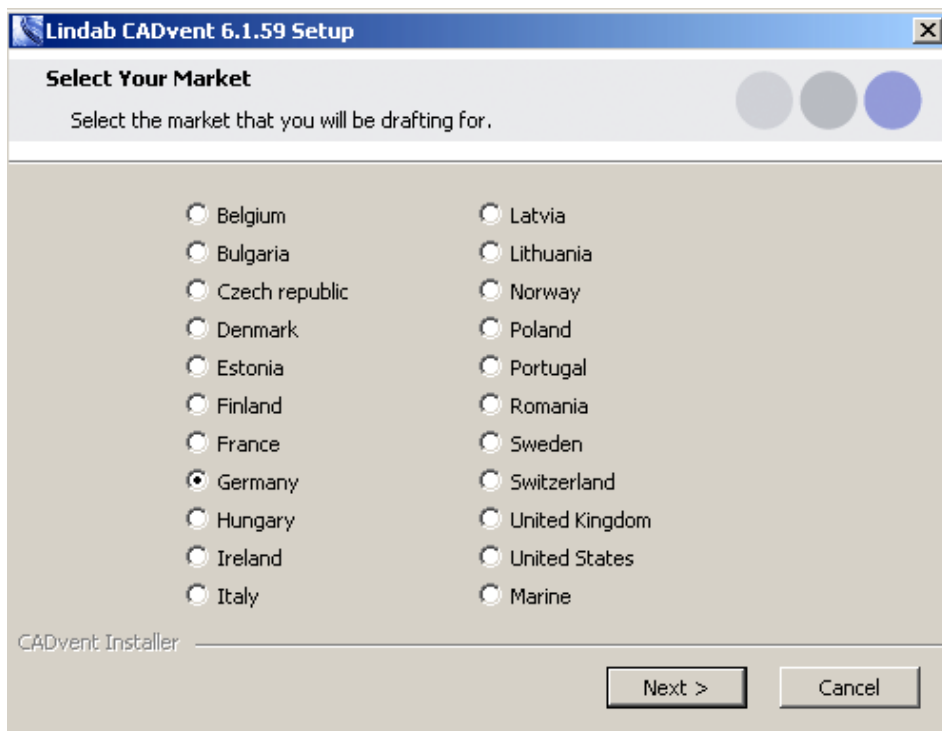 Lindab CADvent 6.1.59 Setup
Select Your Market
Select the market that you will be drafting for.
Belgium
Bulgaria
Czech republic
Denmark
Estonia
Finland
France
Germany
Hungary
Ireland
Italy
Latvia
Lithuania
Norway
Poland
Portugal
Romania
Sweden
Switzerland
United Kingdom
United States
Marine
CADvent Installer
Next >
Cancel